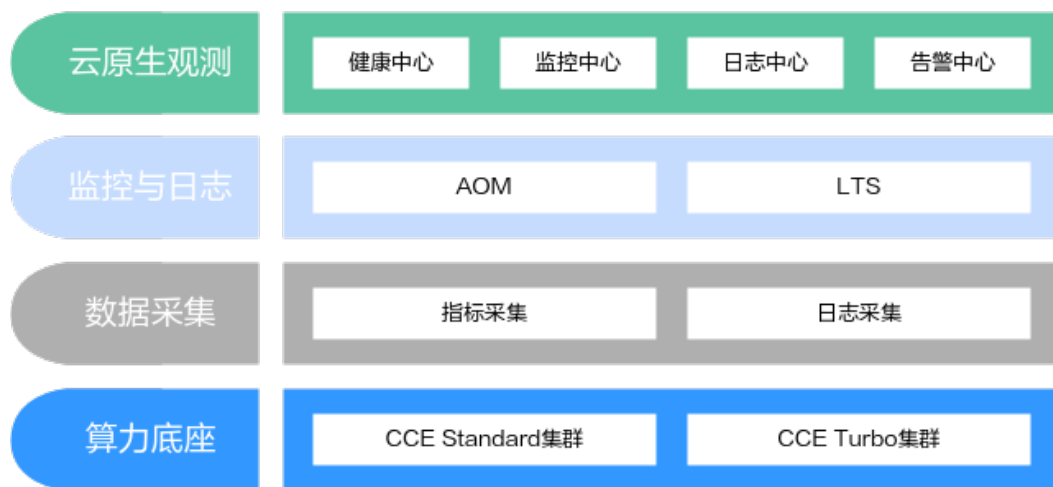 云原生观测
健康中心
监控中心
日志中心
告警中心
监控与日志
AOM
LTS
数据采集
指标采集
日志采集
算力底座
CCE Standard集群
CCE Turbo集群